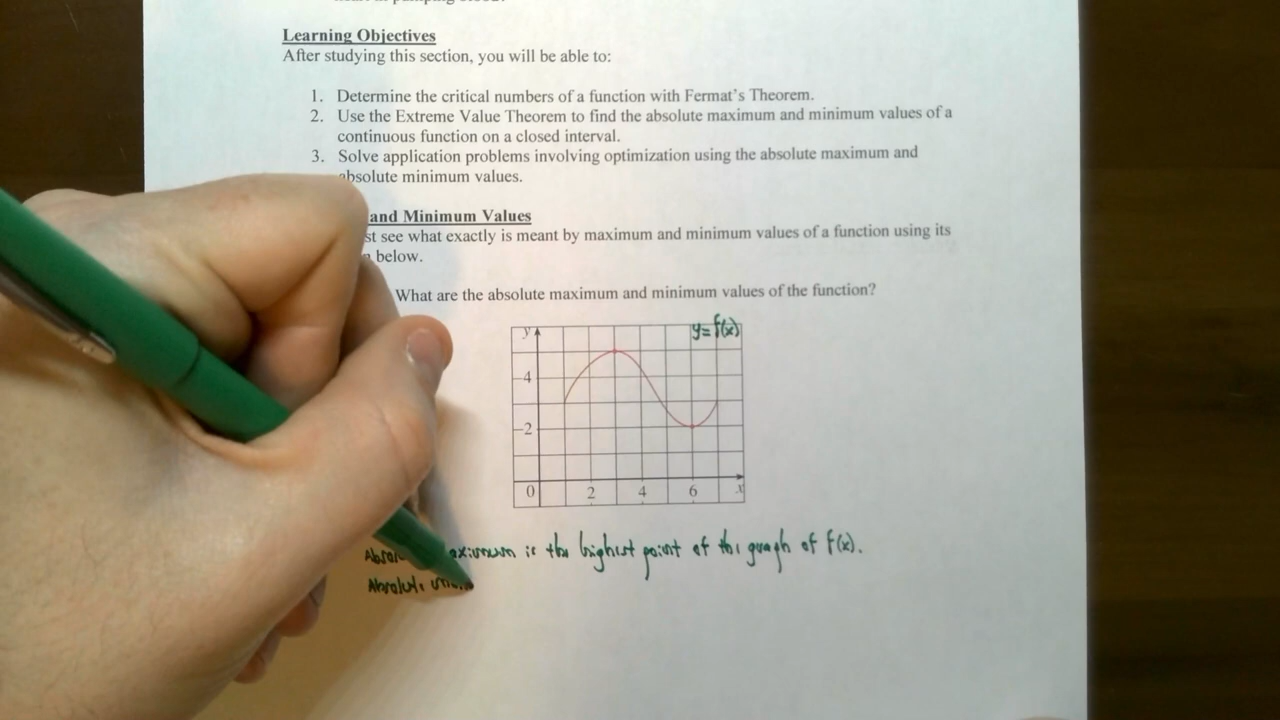 Learning Objectives
After studying this section, you will be able to:
1. Determine the critical numbers of a function with Fermat's Theorem.
2. Use the Extreme Value Theorem to find the absolute maximum and minimum values of a
continuous function on a closed interval.
3. Solve application problems involving optimization using the absolute maximum and
absolute minimum values.
and Minimum Values
st see what exactly is meant by maximum and minimum values of a function using its
below.
What are the absolute maximum and minimum values of the function?
y y=f(x)
4
2
0 2 4 6 x
aximum is the highest point of the graph of f(x).
Absolute